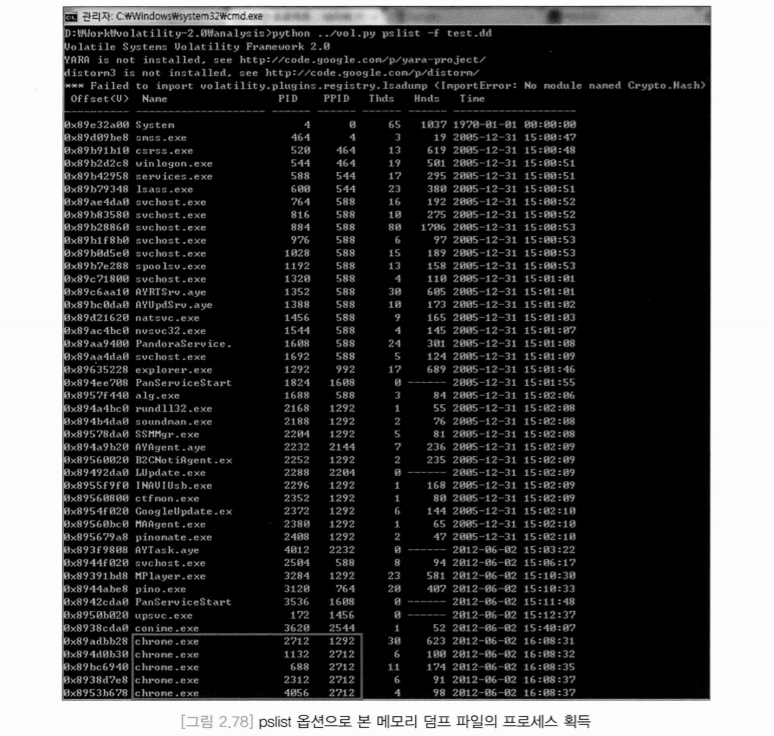 관리자: C:₩Windows₩system32₩cmd.exe
D:₩Work₩volatility-2.0₩analysis>python ../vol.py pslist -f test.dd
Volatile Systems Volatility Framework 2.0
YARA is not installed, see http://code.google.com/p/yara-project/
distorm3 is not installed, see http://code.google.com/p/distorm/
*** Failed to import volatility.plugins.registry.lsadump (ImportError: No module named Crypto.Hash)
Offset(V) Name PID PPID Thds Hnds Time
0x89e32a00 System 4 0 65 1037 1970-01-01 00:00:00
0x89d09be8 smss.exe 464 4 3 19 2005-12-31 15:00:47
0x89b91b10 csrss.exe 520 464 13 619 2005-12-31 15:00:48
0x89b2d2c8 winlogon.exe 544 464 19 501 2005-12-31 15:00:51
0x89b42958 services.exe 588 544 17 295 2005-12-31 15:00:51
0x89b79348 lsass.exe 600 544 23 380 2005-12-31 15:00:51
0x89ae4da0 svchost.exe 764 588 16 192 2005-12-31 15:00:52
0x89b83580 svchost.exe 816 588 10 275 2005-12-31 15:00:52
0x89b28860 svchost.exe 884 588 80 1706 2005-12-31 15:00:53
0x89b1f8b0 svchost.exe 976 588 6 97 2005-12-31 15:00:53
0x89b0d5e0 svchost.exe 1028 588 15 189 2005-12-31 15:00:53
0x89b7e288 spoolsv.exe 1192 588 13 158 2005-12-31 15:00:53
0x89c71800 svchost.exe 1320 588 4 110 2005-12-31 15:01:01
0x89c6aa10 AYRTSrv.aye 1352 588 30 605 2005-12-31 15:01:01
0x89bc0da0 AYUpdSrv.aye 1388 588 10 173 2005-12-31 15:01:02
0x89d21620 natsvc.exe 1456 588 9 165 2005-12-31 15:01:03
0x89ac4bc0 nvsvc32.exe 1544 588 4 145 2005-12-31 15:01:07
0x89aa9400 PandoraService. 1608 588 24 301 2005-12-31 15:01:08
0x89aa4da0 svchost.exe 1692 588 5 124 2005-12-31 15:01:09
0x89635228 explorer.exe 1292 992 17 689 2005-12-31 15:01:46
0x894ee708 PanServiceStart 1824 1608 0 ------ 2005-12-31 15:01:55
0x8957f440 alg.exe 1688 588 3 84 2005-12-31 15:02:06
0x894a4bc0 rundll32.exe 2168 1292 1 55 2005-12-31 15:02:08
0x894b4da0 soundman.exe 2188 1292 2 76 2005-12-31 15:02:08
0x89578da0 SSMMgr.exe 2204 1292 5 81 2005-12-31 15:02:08
0x894a9b20 AYAgent.aye 2232 2144 7 236 2005-12-31 15:02:09
0x89560020 B2CNotiAgent.ex 2252 1292 2 235 2005-12-31 15:02:09
0x89492da0 LUpdate.exe 2288 2204 0 ------ 2005-12-31 15:02:09
0x8955f9f0 INAVIUsb.exe 2296 1292 1 168 2005-12-31 15:02:09
0x89560800 ctfmon.exe 2352 1292 1 80 2005-12-31 15:02:09
0x8954f020 GoogleUpdate.ex 2372 1292 6 144 2005-12-31 15:02:10
0x89560bc0 MAAgent.exe 2380 1292 1 65 2005-12-31 15:02:10
0x895679a8 pinomate.exe 2408 1292 2 47 2005-12-31 15:02:10
0x893f9808 AYTask.aye 4012 2232 0 ------ 2012-06-02 15:03:22
0x8944f020 svchost.exe 2504 588 8 94 2012-06-02 15:06:17
0x89391bd8 MPlayer.exe 3284 1292 23 581 2012-06-02 15:10:30
0x8944abe8 pino.exe 3120 764 20 407 2012-06-02 15:10:33
0x8942cda0 PanServiceStart 3536 1608 0 ------ 2012-06-02 15:11:48
0x8950b020 upsvc.exe 172 1456 0 ------ 2012-06-02 15:12:37
0x8938cda0 conime.exe 3620 2544 1 52 2012-06-02 15:40:07
0x89adbb28 chrome.exe 2712 1292 30 623 2012-06-02 16:08:31
0x894d0b30 chrome.exe 1132 2712 6 100 2012-06-02 16:08:32
0x89bc6940 chrome.exe 688 2712 11 174 2012-06-02 16:08:35
0x8938d7e8 chrome.exe 2312 2712 6 91 2012-06-02 16:08:37
0x8953b678 chrome.exe 4056 2712 4 98 2012-06-02 16:08:37
[그림 2.78] pslist 옵션으로 본 메모리 덤프 파일의 프로세스 획득